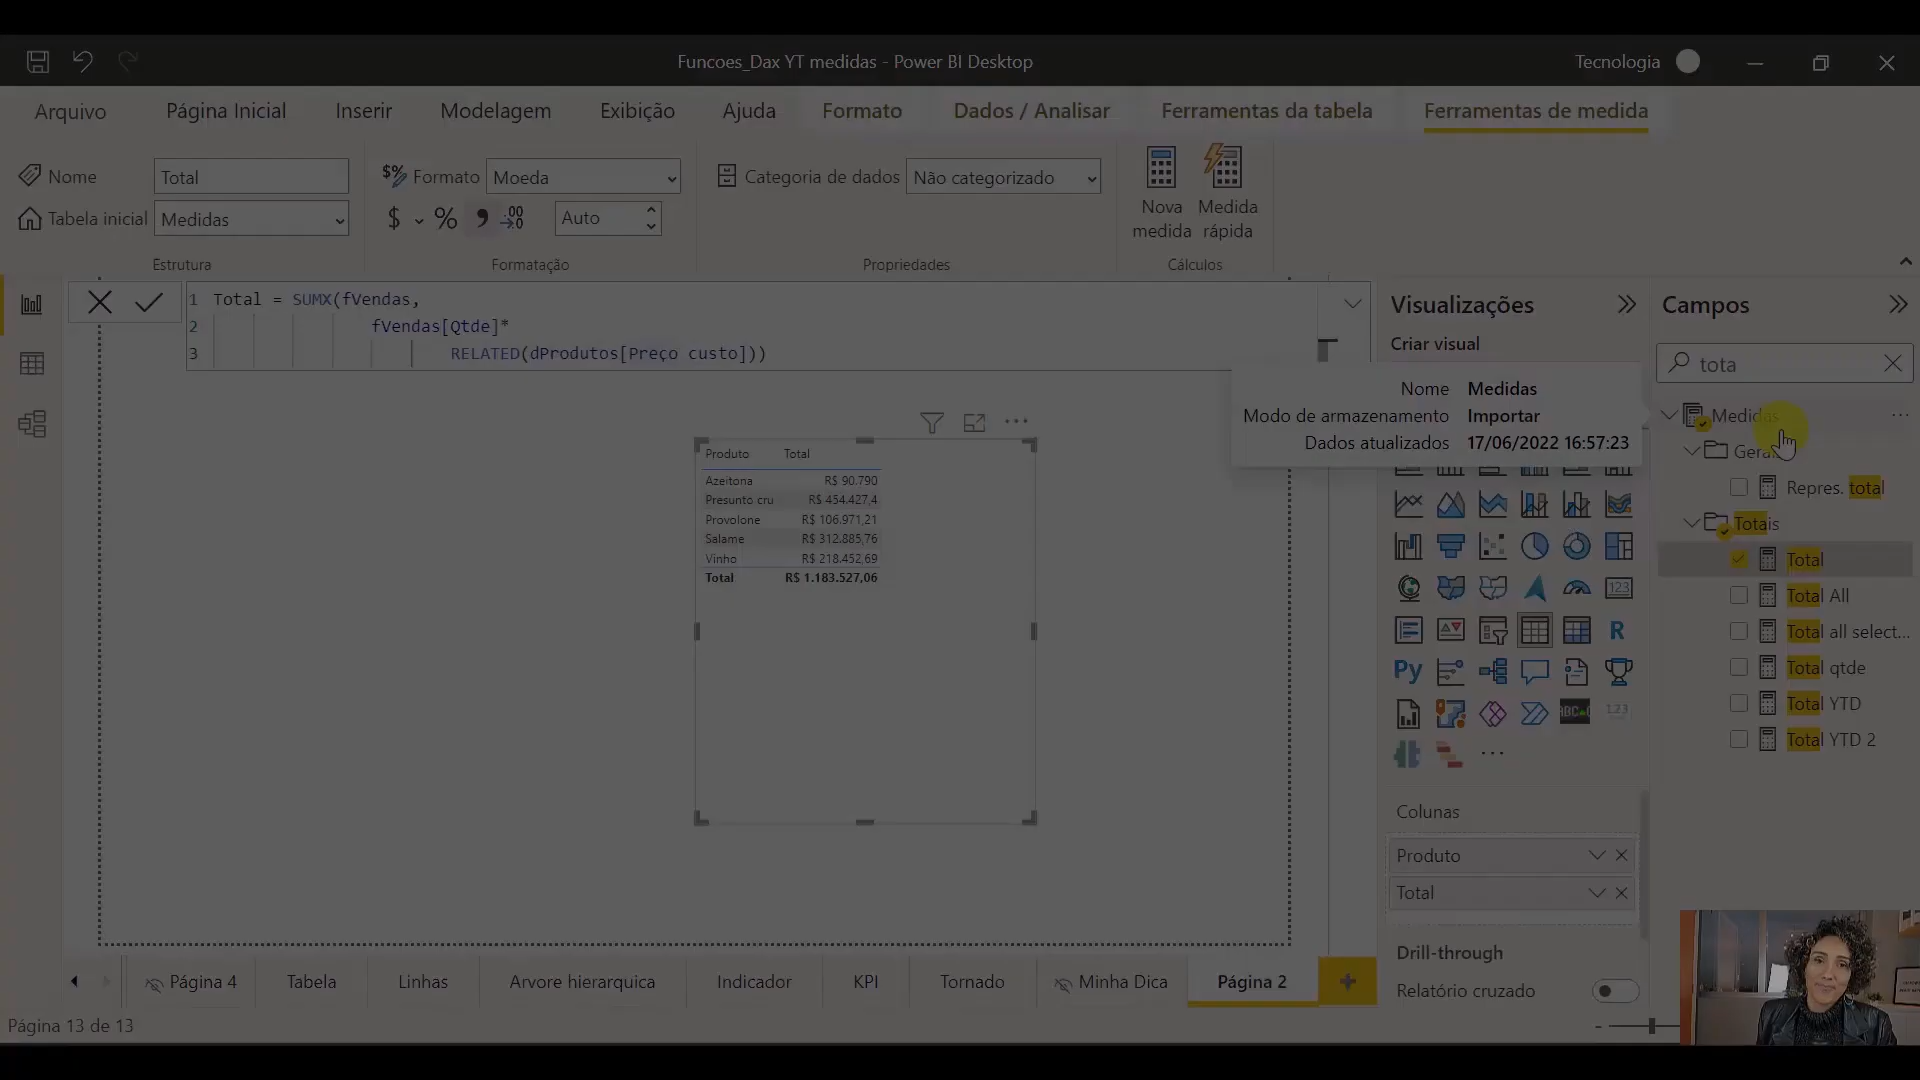 Funcoes_Dax YT medidas - Power BI Desktop
Tecnologia
Arquivo
Página Inicial
Inserir
Modelagem
Exibição
Ajuda
Formato
Dados / Analisar
Ferramentas da tabela
Ferramentas de medida
Nome
Total
Formato
Moeda
Categoria de dados
Não categorizado
Nova medida
Medida rápida
Tabela inicial
Medidas
$
%
Auto
Estrutura
Formatação
Propriedades
Cálculos
1 Total = SUMX(fVendas,
2 fVendas[Qtde]*
3 RELATED(dProdutos[Preço custo]))
Produto Total
Azeitona R$ 90.790
Presunto cru R$ 454.427,4
Provolone R$ 106.971,21
Salame R$ 312.885,76
Vinho R$ 218.452,69
Total R$ 1.183.527,06
Visualizações
Criar visual
Nome Medidas
Modo de armazenamento Importar
Dados atualizados 17/06/2022 16:57:23
R
Py
123
Colunas
Produto
Total
Drill-through
Relatório cruzado
Campos
tota
Medidas
Repres. total
Totais
Total
Total All
Total all select...
Total qtde
Total YTD
Total YTD 2
Página 4
Tabela
Linhas
Arvore hierarquica
Indicador
KPI
Tornado
Minha Dica
Página 2
Página 13 de 13